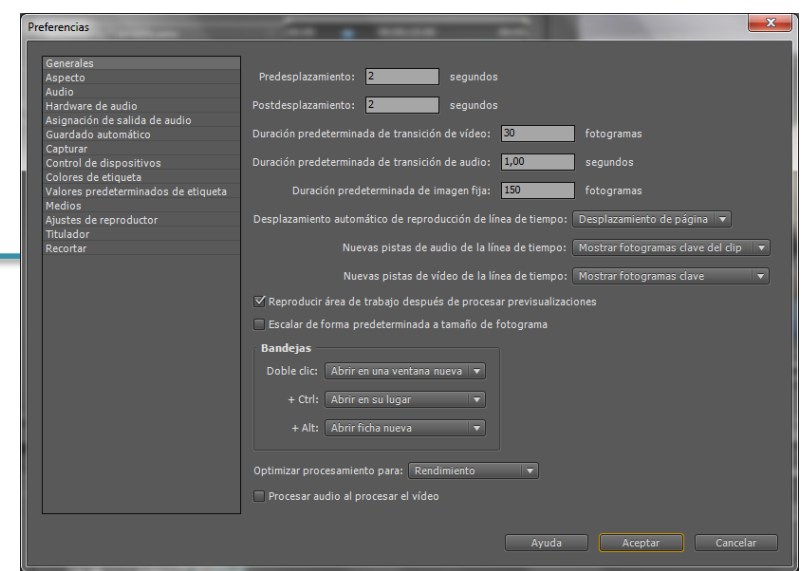 Preferencias
Generales
Aspecto
Audio
Hardware de audio
Asignación de salida de audio
Guardado automático
Capturar
Control de dispositivos
Colores de etiqueta
Valores predeterminados de etiqueta
Medios
Ajustes de reproductor
Titulador
Recortar
Predesplazamiento: 2 segundos
Postdesplazamiento: 2 segundos
Duración predeterminada de transición de vídeo: 30 fotogramas
Duración predeterminada de transición de audio: 1,00 segundos
Duración predeterminada de imagen fija: 150 fotogramas
Desplazamiento automático de reproducción de línea de tiempo: Desplazamiento de página
Nuevas pistas de audio de la línea de tiempo: Mostrar fotogramas clave del clip
Nuevas pistas de vídeo de la línea de tiempo: Mostrar fotogramas clave
Reproducir área de trabajo después de procesar previsualizaciones
Escalar de forma predeterminada a tamaño de fotograma
Bandejas
Doble clic: Abrir en una ventana nueva
+ Ctrl: Abrir en su lugar
+ Alt: Abrir ficha nueva
Optimizar procesamiento para: Rendimiento
Procesar audio al procesar el vídeo
Ayuda Aceptar Cancelar